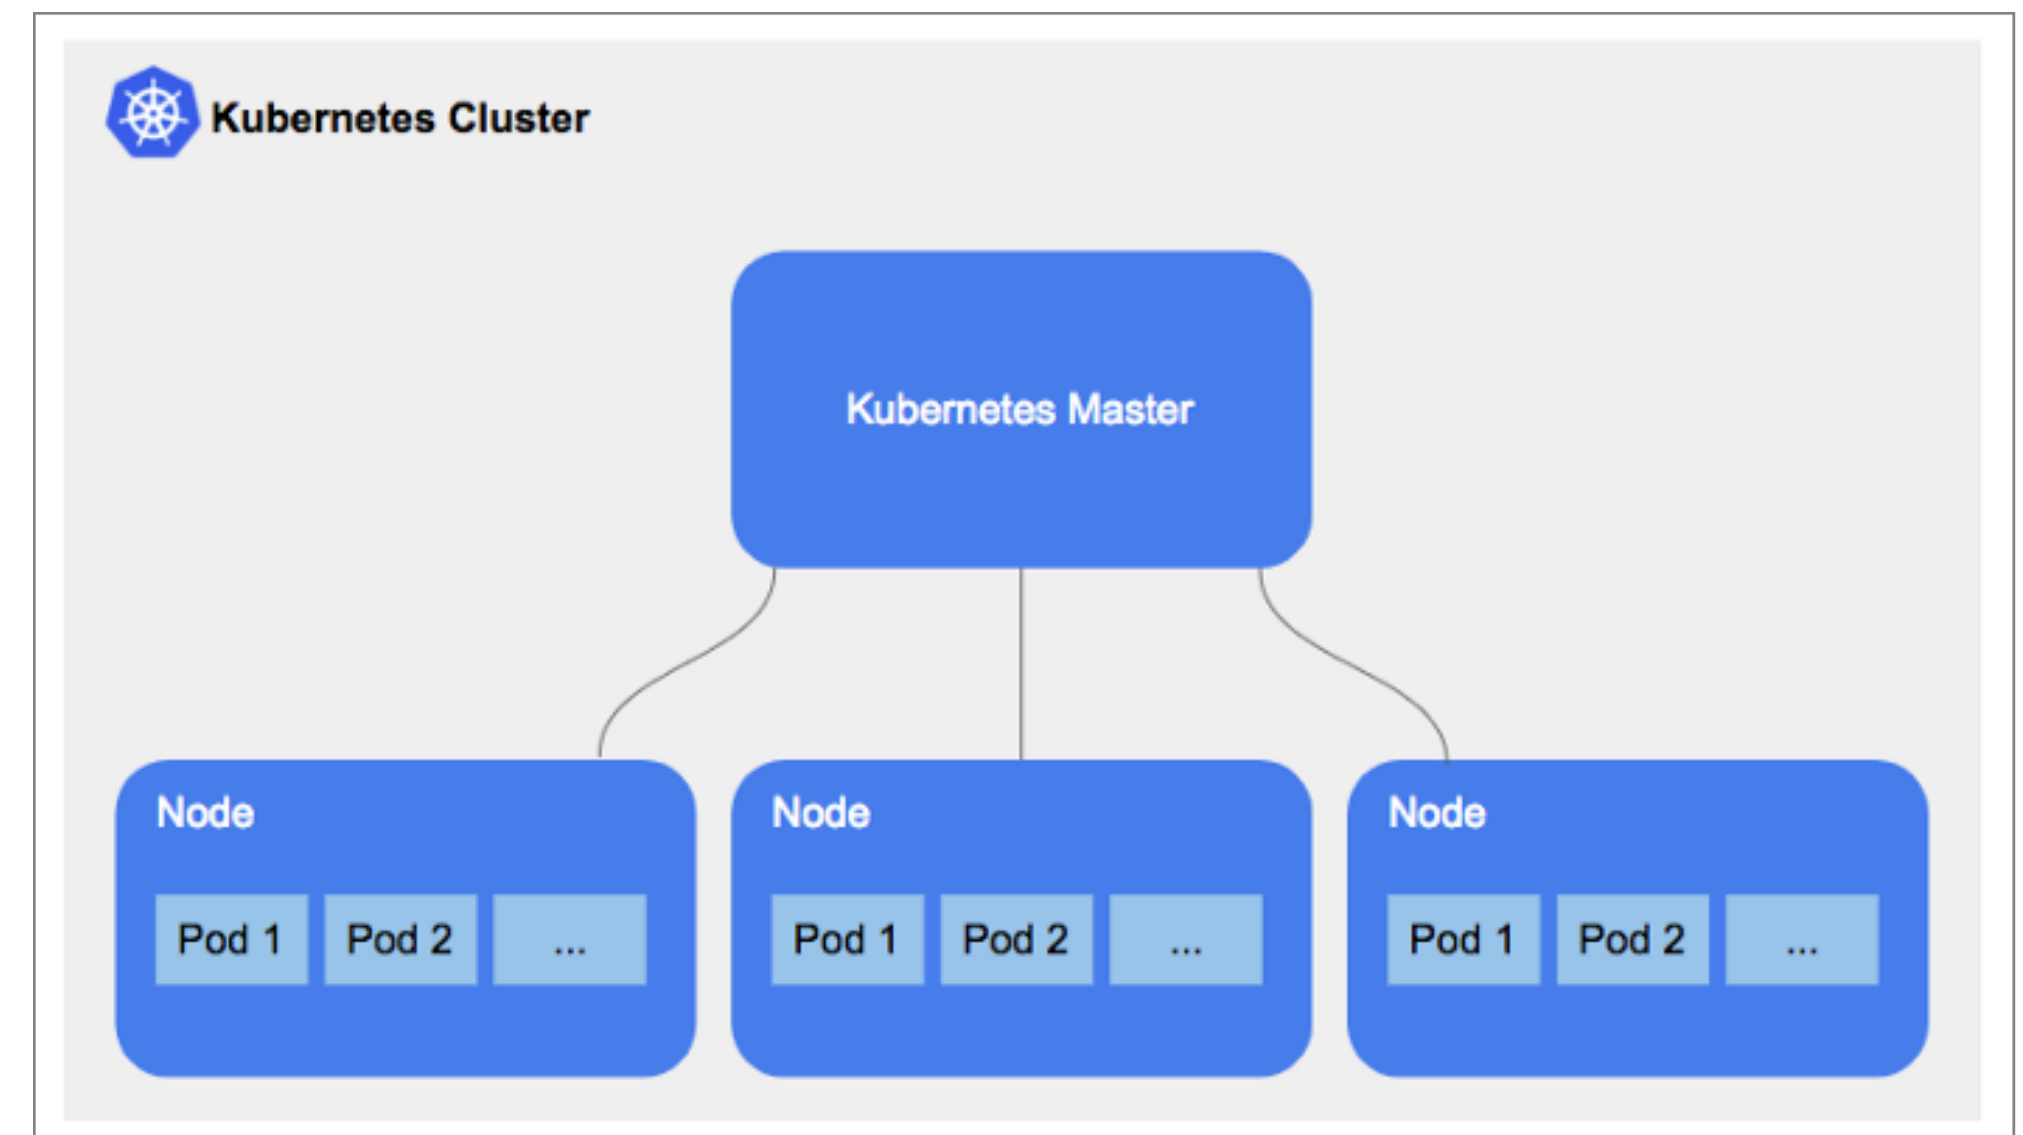 Kubernetes Cluster
Kubernetes Master
Node
Pod 1
Pod 2
...
Node
Pod 1
Pod 2
...
Node
Pod 1
Pod 2
...